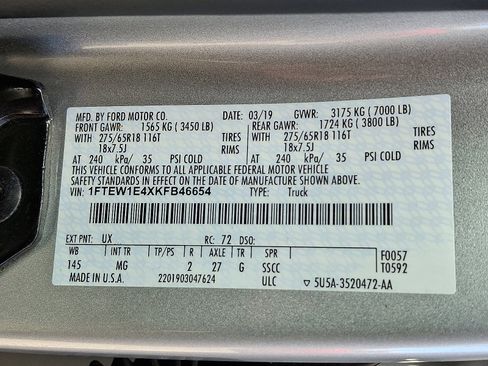 MFD. BY FORD MOTOR CO. 03/19 GVWR: 3175 KG ( 7000 LB)
FRONT GAWR: 1565 KG ( 3450 LB) REAR GAWR: 1724 KG ( 3800 LB)
WITH 275/65R18 116T TIRES WITH 275/65R18 116T TIRES
18x7.5J RIMS 18x7.5J RIMS
AT 240 kPa/ 35 PSI COLD AT 240 kPa/ 35 PSI COLD
THIS VEHICLE CONFORMS TO ALL APPLICABLE FEDERAL MOTOR VEHICLE
SAFETY STANDARDS IN EFFECT ON THE DATE OF MANUFACTURE SHOWN ABOVE.
VIN: 1FTEW1E4XKFB46654 TYPE: Truck
EXT PNT: UX RC: 72 DSO:
WB INT TR TP/PS R AXLE TR SPR F0057
145 MG 2 27 G SSCC T0592
MADE IN U.S.A. 2201903047624 ULC ▽ 5U5A-3520472-AA